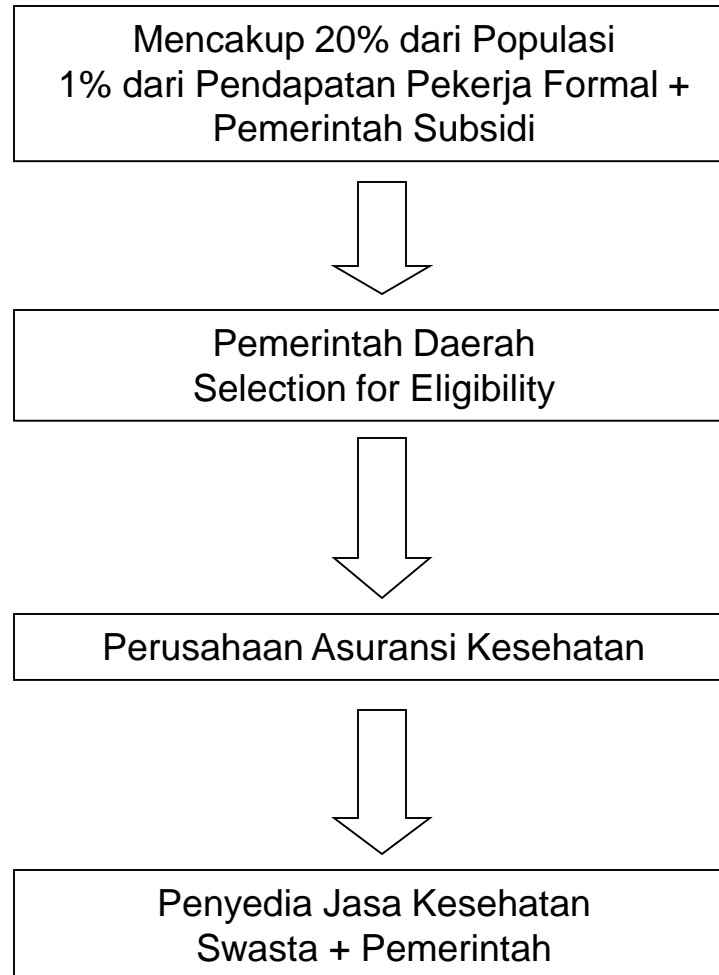 Mencakup 20% dari Populasi
1% dari Pendapatan Pekerja Formal +
Pemerintah Subsidi
Pemerintah Daerah
Selection for Eligibility
Perusahaan Asuransi Kesehatan
Penyedia Jasa Kesehatan
Swasta + Pemerintah